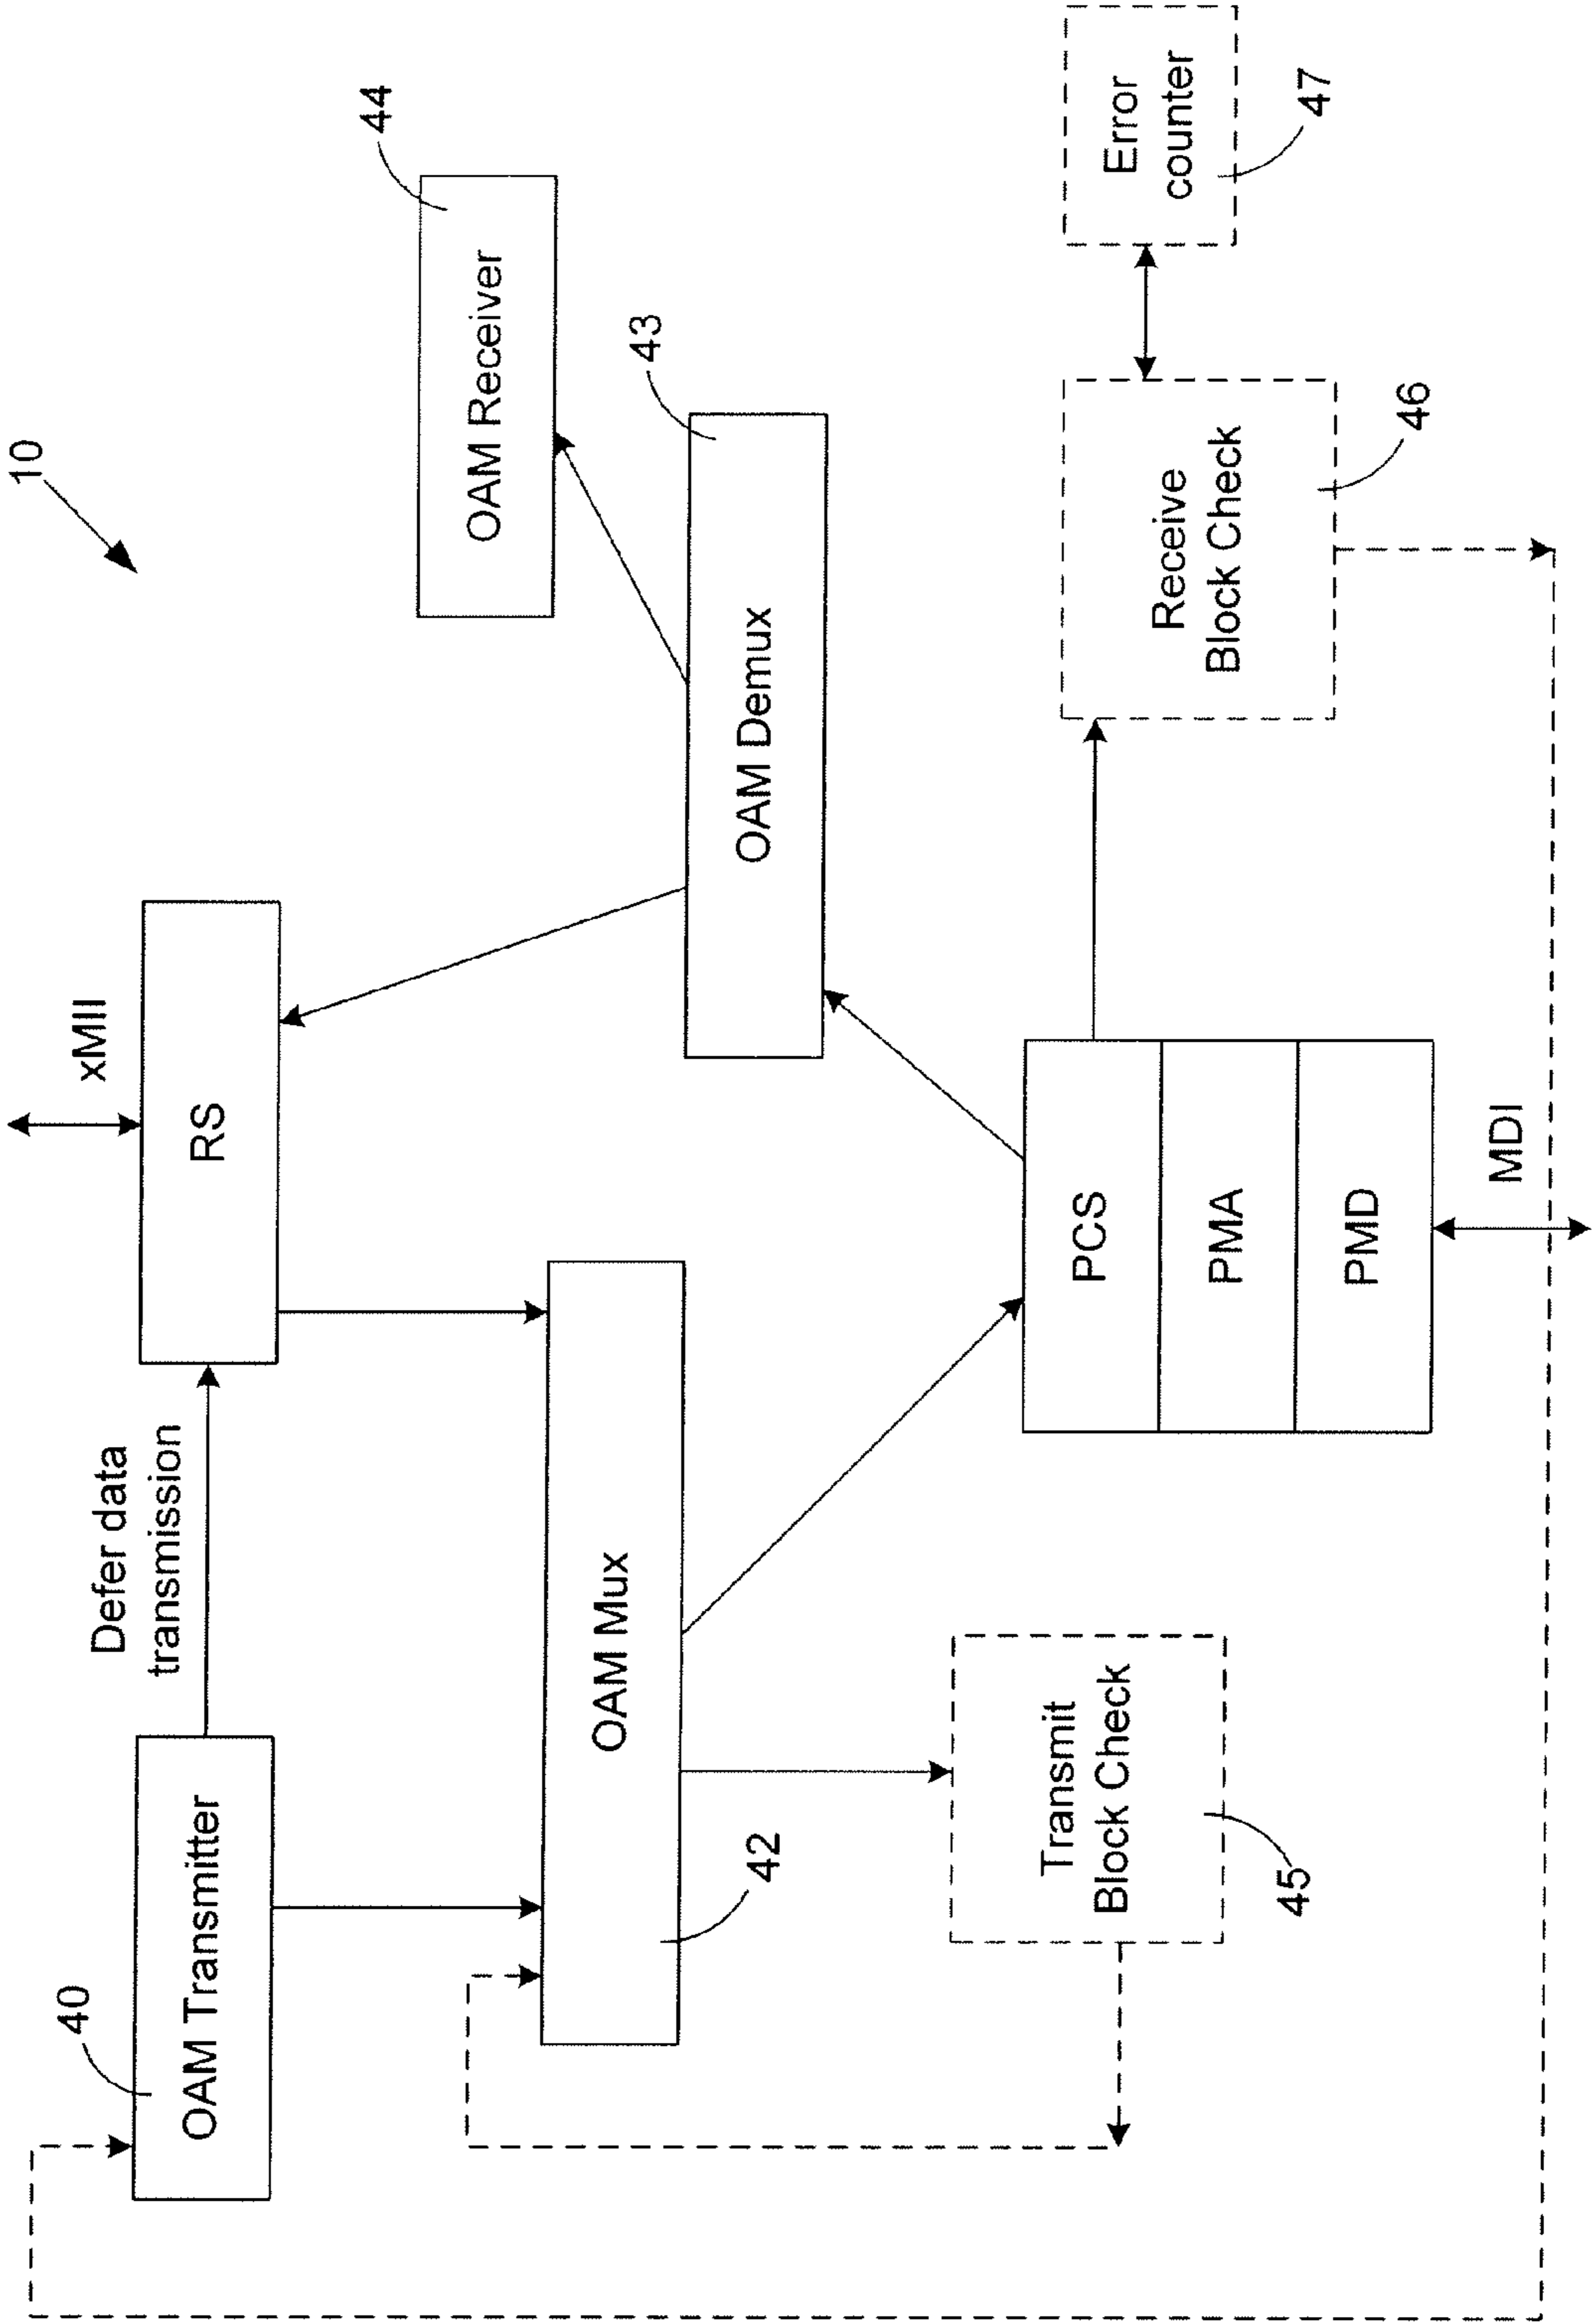 10
xMII
40
OAM Transmitter
Defer data
transmission
RS
44
OAM Receiver
42
OAM Mux
43
OAM Demux
45
Transmit
Block Check
PCS
PMA
PMD
MDI
46
Receive
Block Check
47
Error
counter